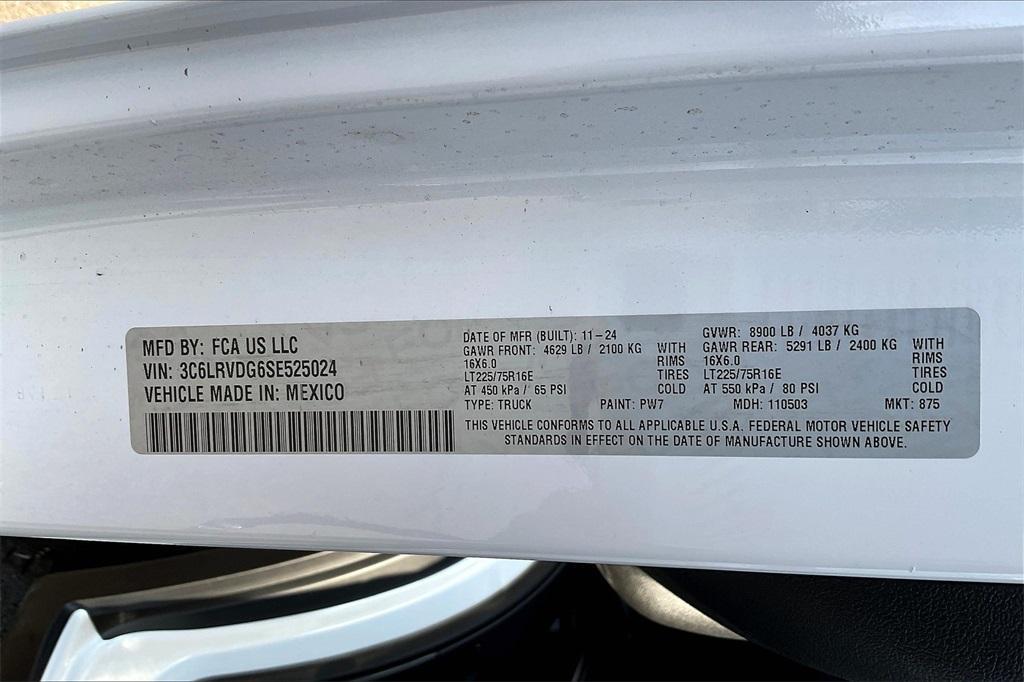 MFD BY: FCA US LLC
VIN: 3C6LRVDG6SE525024
VEHICLE MADE IN: MEXICO
DATE OF MFR (BUILT): 11-24
GAWR FRONT: 4629 LB / 2100 KG WITH
16X6.0 RIMS
LT225/75R16E TIRES
AT 450 kPa / 65 PSI COLD
GVWR: 8900 LB / 4037 KG
GAWR REAR: 5291 LB / 2400 KG WITH
16X6.0 RIMS
LT225/75R16E TIRES
AT 550 kPa / 80 PSI COLD
TYPE: TRUCK PAINT: PW7 MDH: 110503 MKT: 875
THIS VEHICLE CONFORMS TO ALL APPLICABLE U.S.A. FEDERAL MOTOR VEHICLE SAFETY
STANDARDS IN EFFECT ON THE DATE OF MANUFACTURE SHOWN ABOVE.